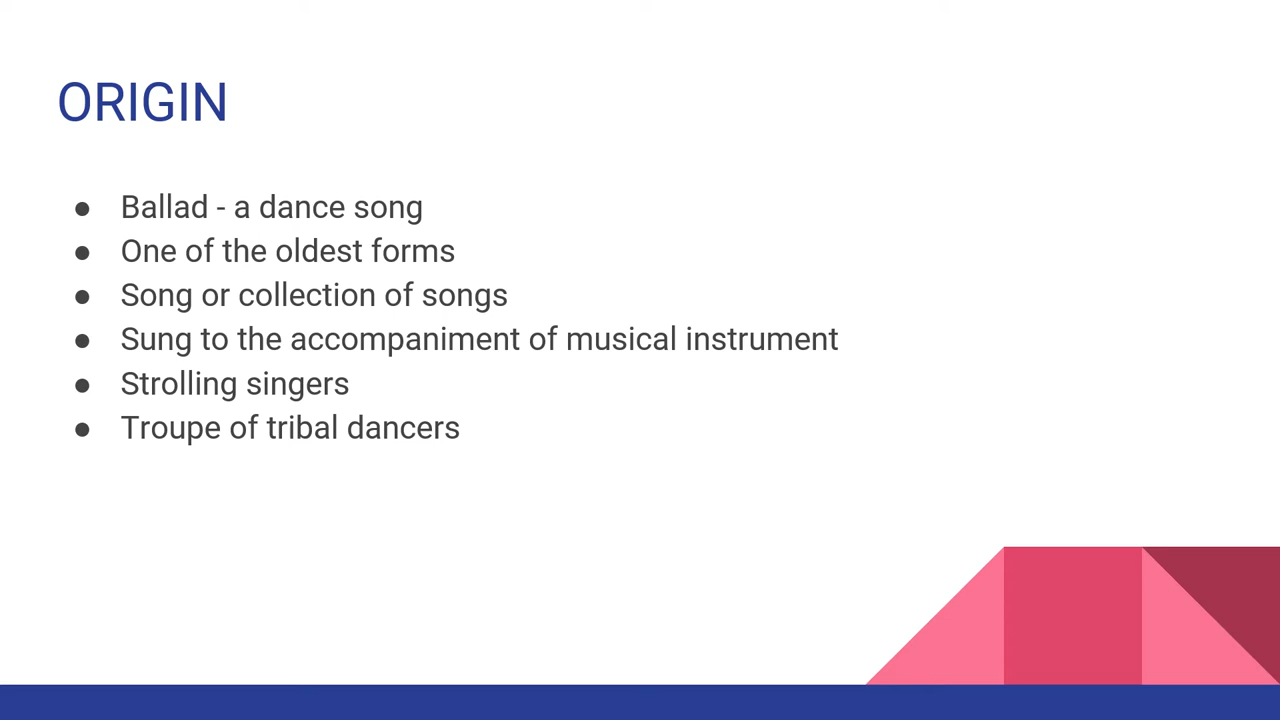 ORIGIN
● Ballad - a dance song
● One of the oldest forms
● Song or collection of songs
● Sung to the accompaniment of musical instrument
● Strolling singers
● Troupe of tribal dancers